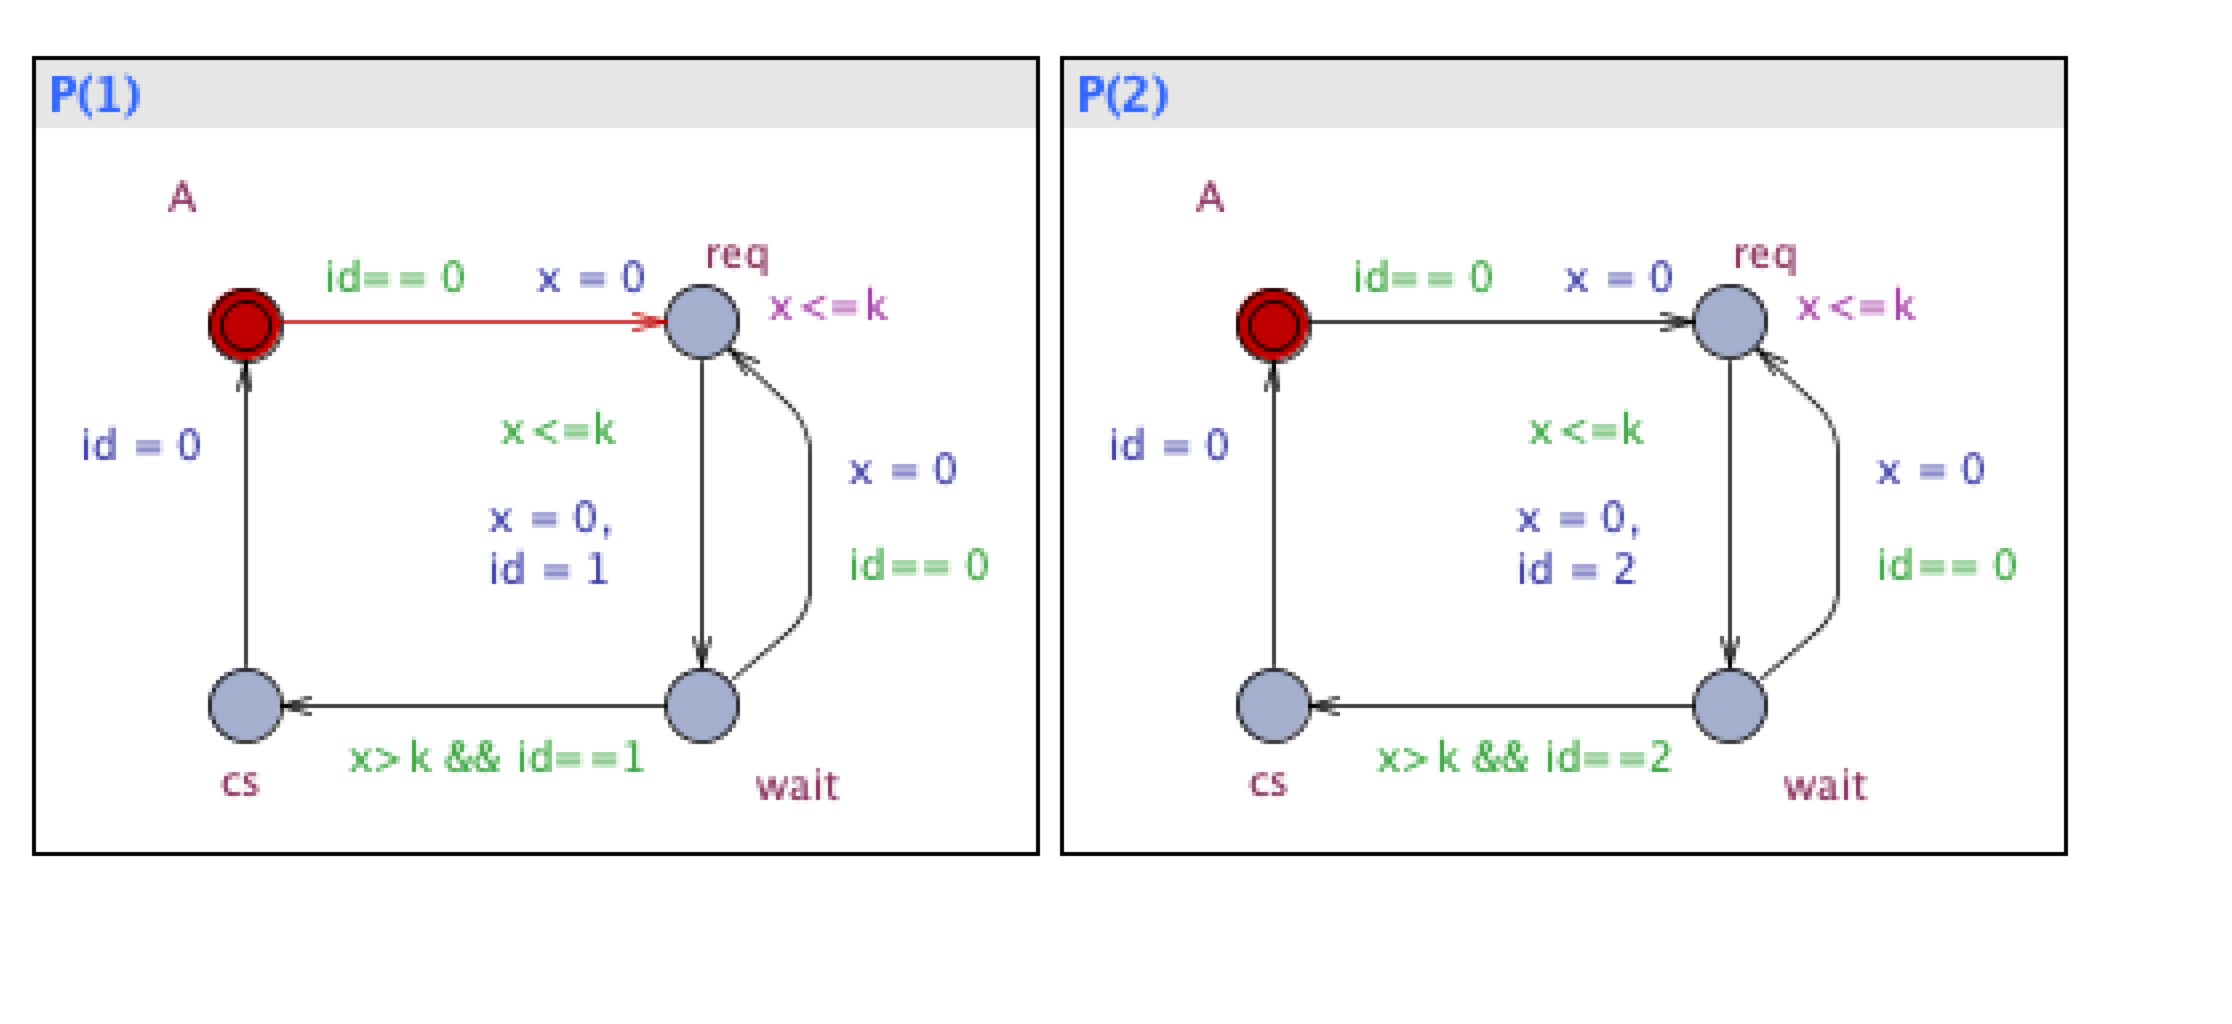 P(1)
A
req
id== 0
x = 0
x<=k
x<=k
id = 0
x = 0
x = 0,
id = 1
id== 0
x>k && id==1
cs
wait
P(2)
A
req
id== 0
x = 0
x<=k
x<=k
id = 0
x = 0
x = 0,
id = 2
id== 0
x>k && id==2
cs
wait